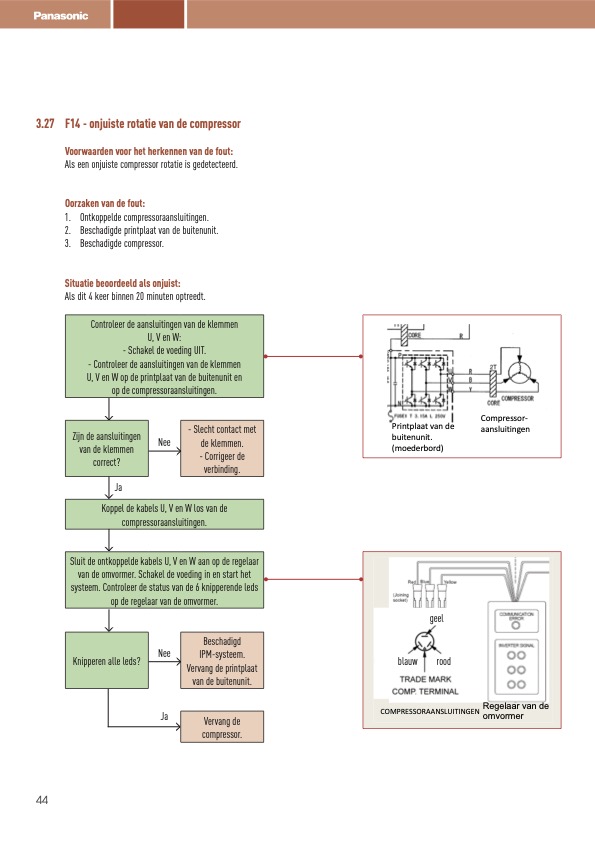 Panasonic
3.27 F14 - onjuiste rotatie van de compressor
Voorwaarden voor het herkennen van de fout:
Als een onjuiste compressor rotatie is gedetecteerd.
Oorzaken van de fout:
1. Ontkoppelde compressoraansluitingen.
2. Beschadigde printplaat van de buitenunit.
3. Beschadigde compressor.
Situatie beoordeeld als onjuist:
Als dit 4 keer binnen 20 minuten optreedt.
Controleer de aansluitingen van de klemmen
U, V en W:
- Schakel de voeding UIT.
- Controleer de aansluitingen van de klemmen
U, V en W op de printplaat van de buitenunit en
op de compressoraansluitingen.
Zijn de aansluitingen
van de klemmen
correct?
Nee
- Slecht contact met
de klemmen.
- Corrigeer de
verbinding.
Ja
Koppel de kabels U, V en W los van de
compressoraansluitingen.
Sluit de ontkoppelde kabels U, V en W aan op de regelaar
van de omvormer. Schakel de voeding in en start het
systeem. Controleer de status van de 6 knipperende leds
op de regelaar van de omvormer.
Knipperen alle leds?
Nee
Beschadigd
IPM-systeem.
Vervang de printplaat
van de buitenunit.
Ja
Vervang de
compressor.
CORE
R
P
2T
R
B
Y
N
CORE
COMPRESSOR
FUSE3 T 3.15A L 250V
Printplaat van de
buitenunit.
(moederbord)
Compressor-
aansluitingen
Red Blue Yellow
(Joining
socket)
COMMUNICATION
ERROR
INVERTER SIGNAL
geel
blauw rood
TRADE MARK
COMP. TERMINAL
COMPRESSORAANSLUITINGEN
Regelaar van de
omvormer
44